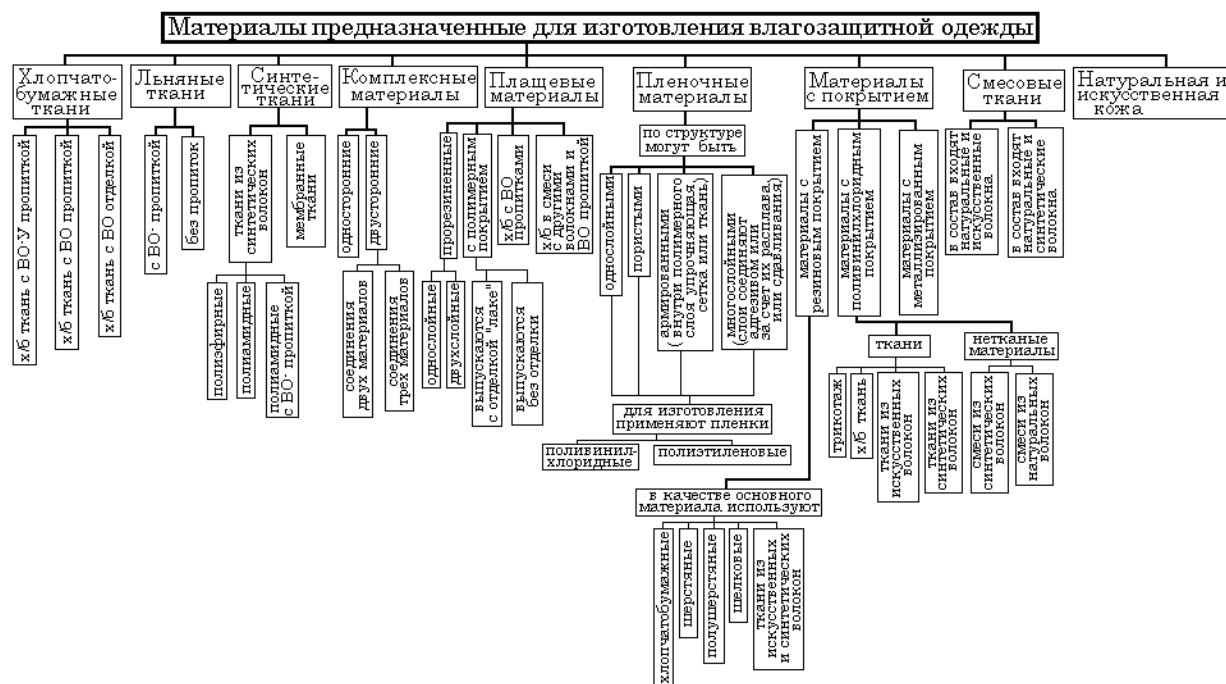 Материалы предназначенные для изготовления влагозащитной одежды
Хлопчато-
бумажные
ткани
Льняные
ткани
Синте-
тические
ткани
Комплексные
материалы
Плащевые
материалы
Пленочные
материалы
Материалы
с покрытием
Смесовые
ткани
Натуральная и
искусственная
кожа
х/б ткань с ВО-У пропиткой
х/б ткань с ВО пропиткой
х/б ткань с ВО отделкой
с ВО- пропиткой
без пропиток
ткани из
синтетических
волокон
мембранные
ткани
полиэфирные
полиамидные
полиамидные
с ВО- пропиткой
односторонние
двусторонние
соединения
двух материалов
соединения
трех материалов
прорезиненные
с полимерным
покрытием
х/б с ВО
пропитками
х/б в смеси
с другими
волокнами и
ВО пропиткой
однослойные
двухслойные
выпускаются
с отделкой "лаке"
выпускаются
без отделки
по структуре
могут быть
однослойными
пористыми
армированными
(внутри полимерного
слоя упрочняющая
сетка или ткань)
многослойными
(слои соединяют
адгезивом или
за счет их расплава,
или сдавливания)
для изготовления
применяют пленки
поливинил-
хлоридные
полиэтиленовые
материалы с
резиновым покрытием
материалы с
поливинилхлоридным
покрытием
материалы с
металлизированным
покрытием
ткани
нетканые
материалы
трикотаж
х/б ткань
ткани из
искусственных
волокон
ткани из
синтетических
волокон
смеси из
синтетических
волокон
смеси из
натуральных
волокон
в качестве основного
материала используют
хлопчатобумажные
шерстяные
полушерстяные
шелковые
ткани из
искусственных
и синтетических
волокон
в состав входят
натуральные и
искусственные
волокна
в состав входят
натуральные и
синтетические
волокна